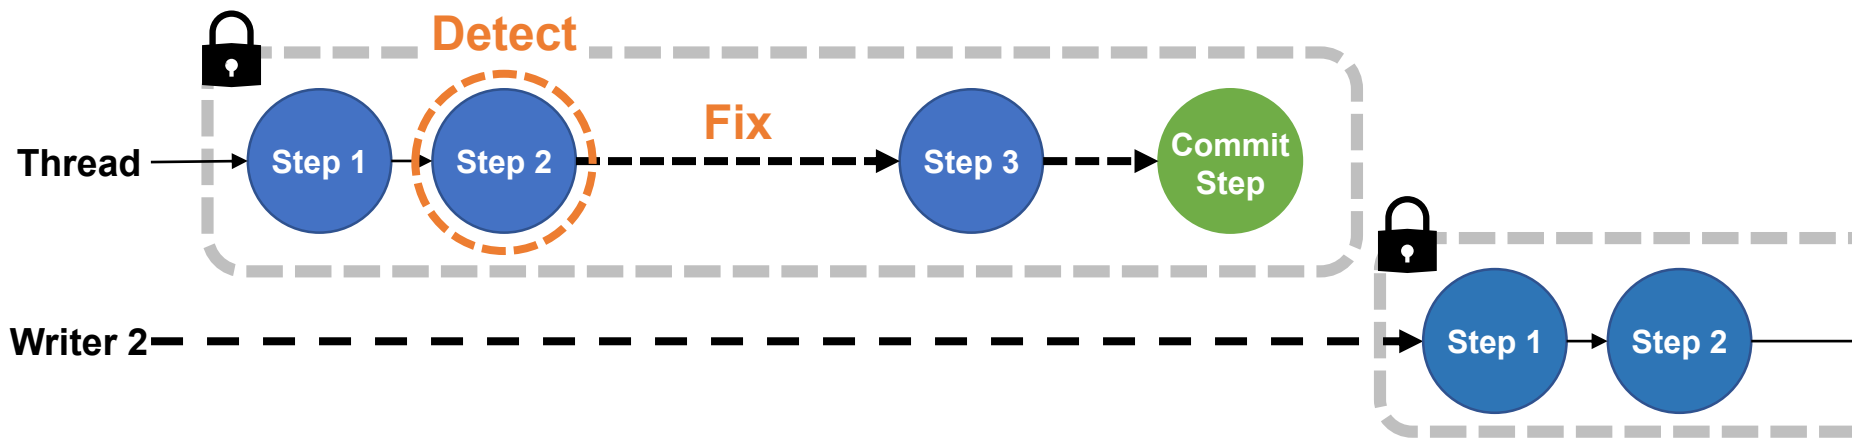 Detect
Fix
Thread
Step 1
Step 2
Step 3
Commit
Step
Writer 2
Step 1
Step 2